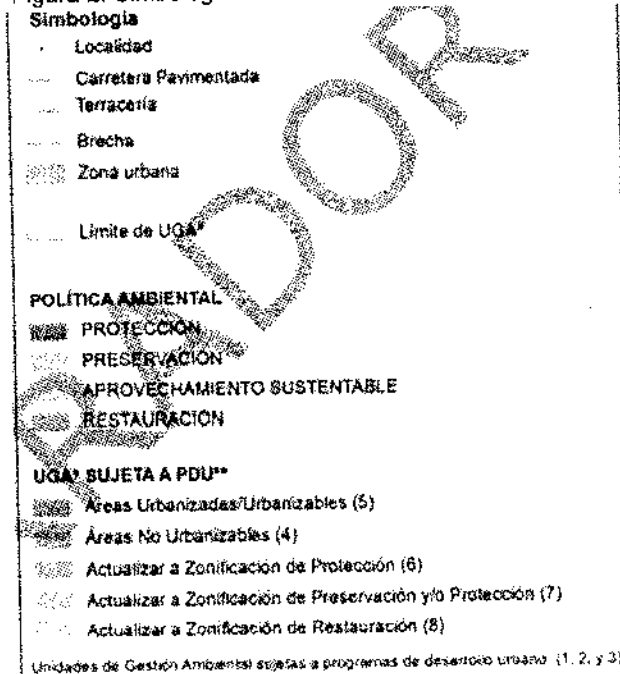 Simbología
Localidad
Carretera Pavimentada
Terracería
Brecha
Zona urbana
Límite de UGA*
POLÍTICA AMBIENTAL
PROTECCIÓN
PRESERVACIÓN
APROVECHAMIENTO SUSTENTABLE
RESTAURACIÓN
UGA* SUJETA A PDU**
Áreas Urbanizadas/Urbanizables (5)
Áreas No Urbanizables (4)
Actualizar a Zonificación de Protección (6)
Actualizar a Zonificación de Preservación y/o Protección (7)
Actualizar a Zonificación de Restauración (8)
Unidades de Gestión Ambiental sujetas a programas de desarrollo urbano (1, 2, y 3)